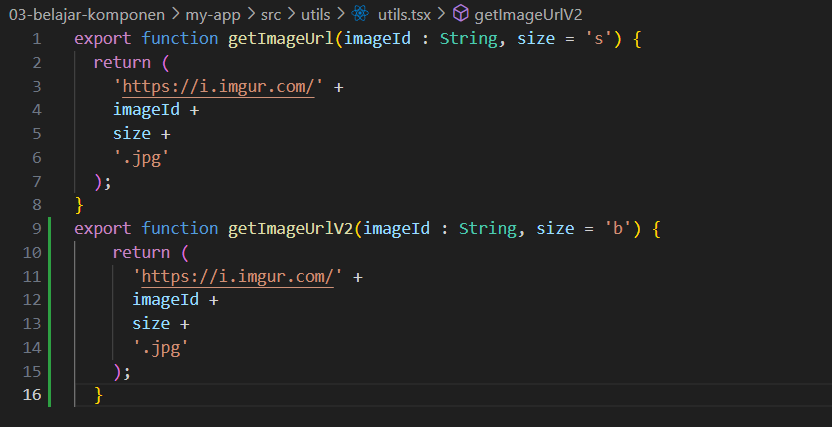 03-belajar-komponen > my-app > src > utils > utils.tsx > getImageUrlV2
1 export function getImageUrl(imageId : String, size = 's') {
2   return (
3     'https://i.imgur.com/' +
4     imageId +
5     size +
6     '.jpg'
7   );
8 }
9 export function getImageUrlV2(imageId : String, size = 'b') {
10     return (
11       'https://i.imgur.com/' +
12       imageId +
13       size +
14       '.jpg'
15     );
16   }